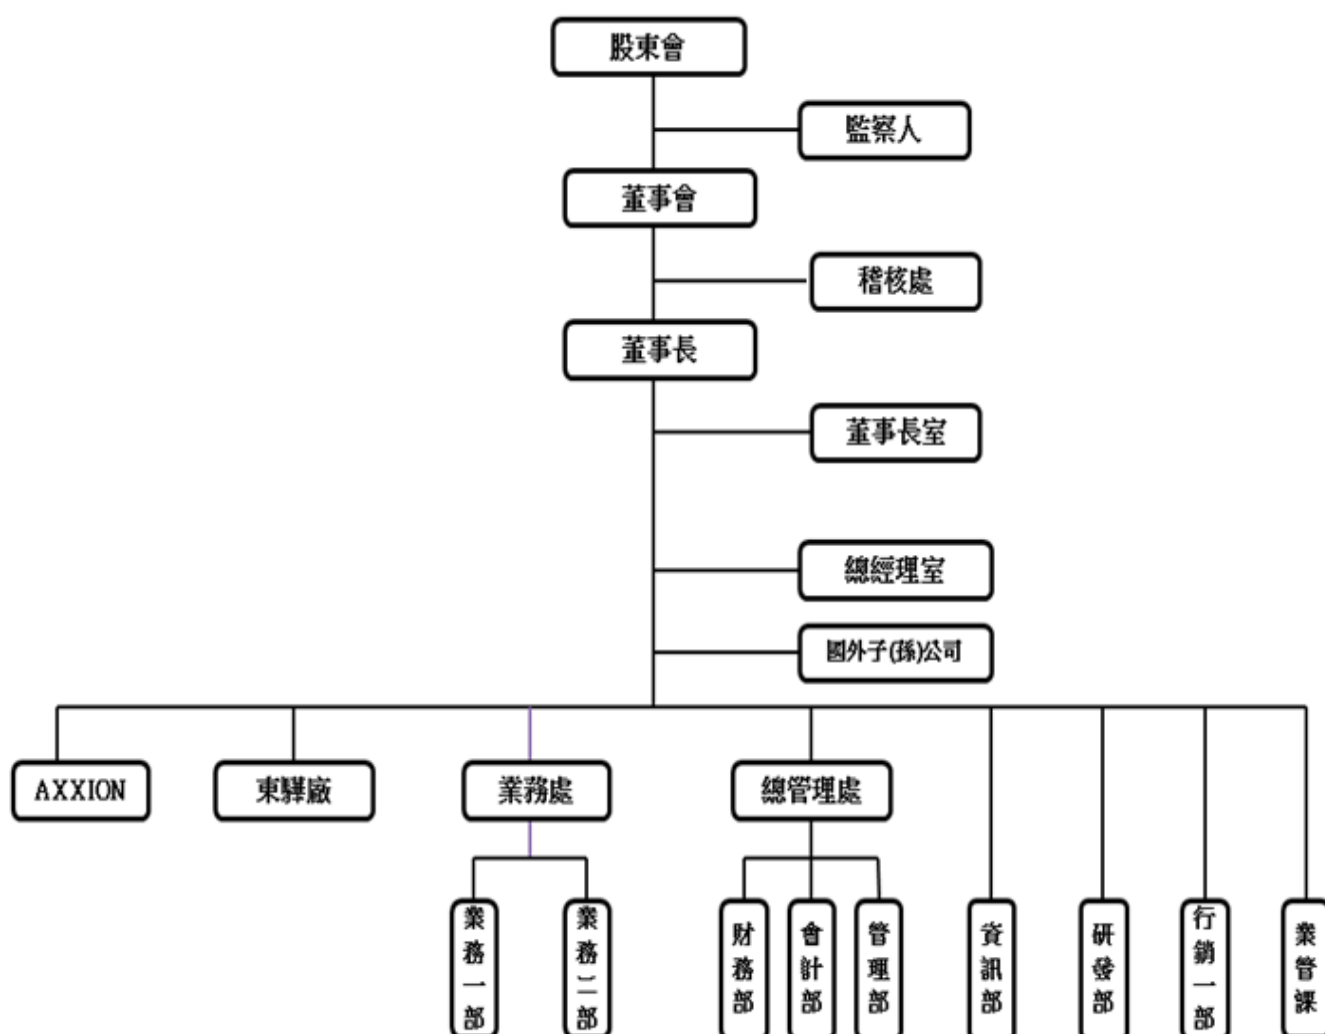 股東會
監察人
董事會
稽核處
董事長
董事長室
總經理室
國外子(孫)公司
AXXION
東驊廠
業務處
總管理處
業務一部
業務二部
財務部
會計部
管理部
資訊部
研發部
行銷一部
業管課